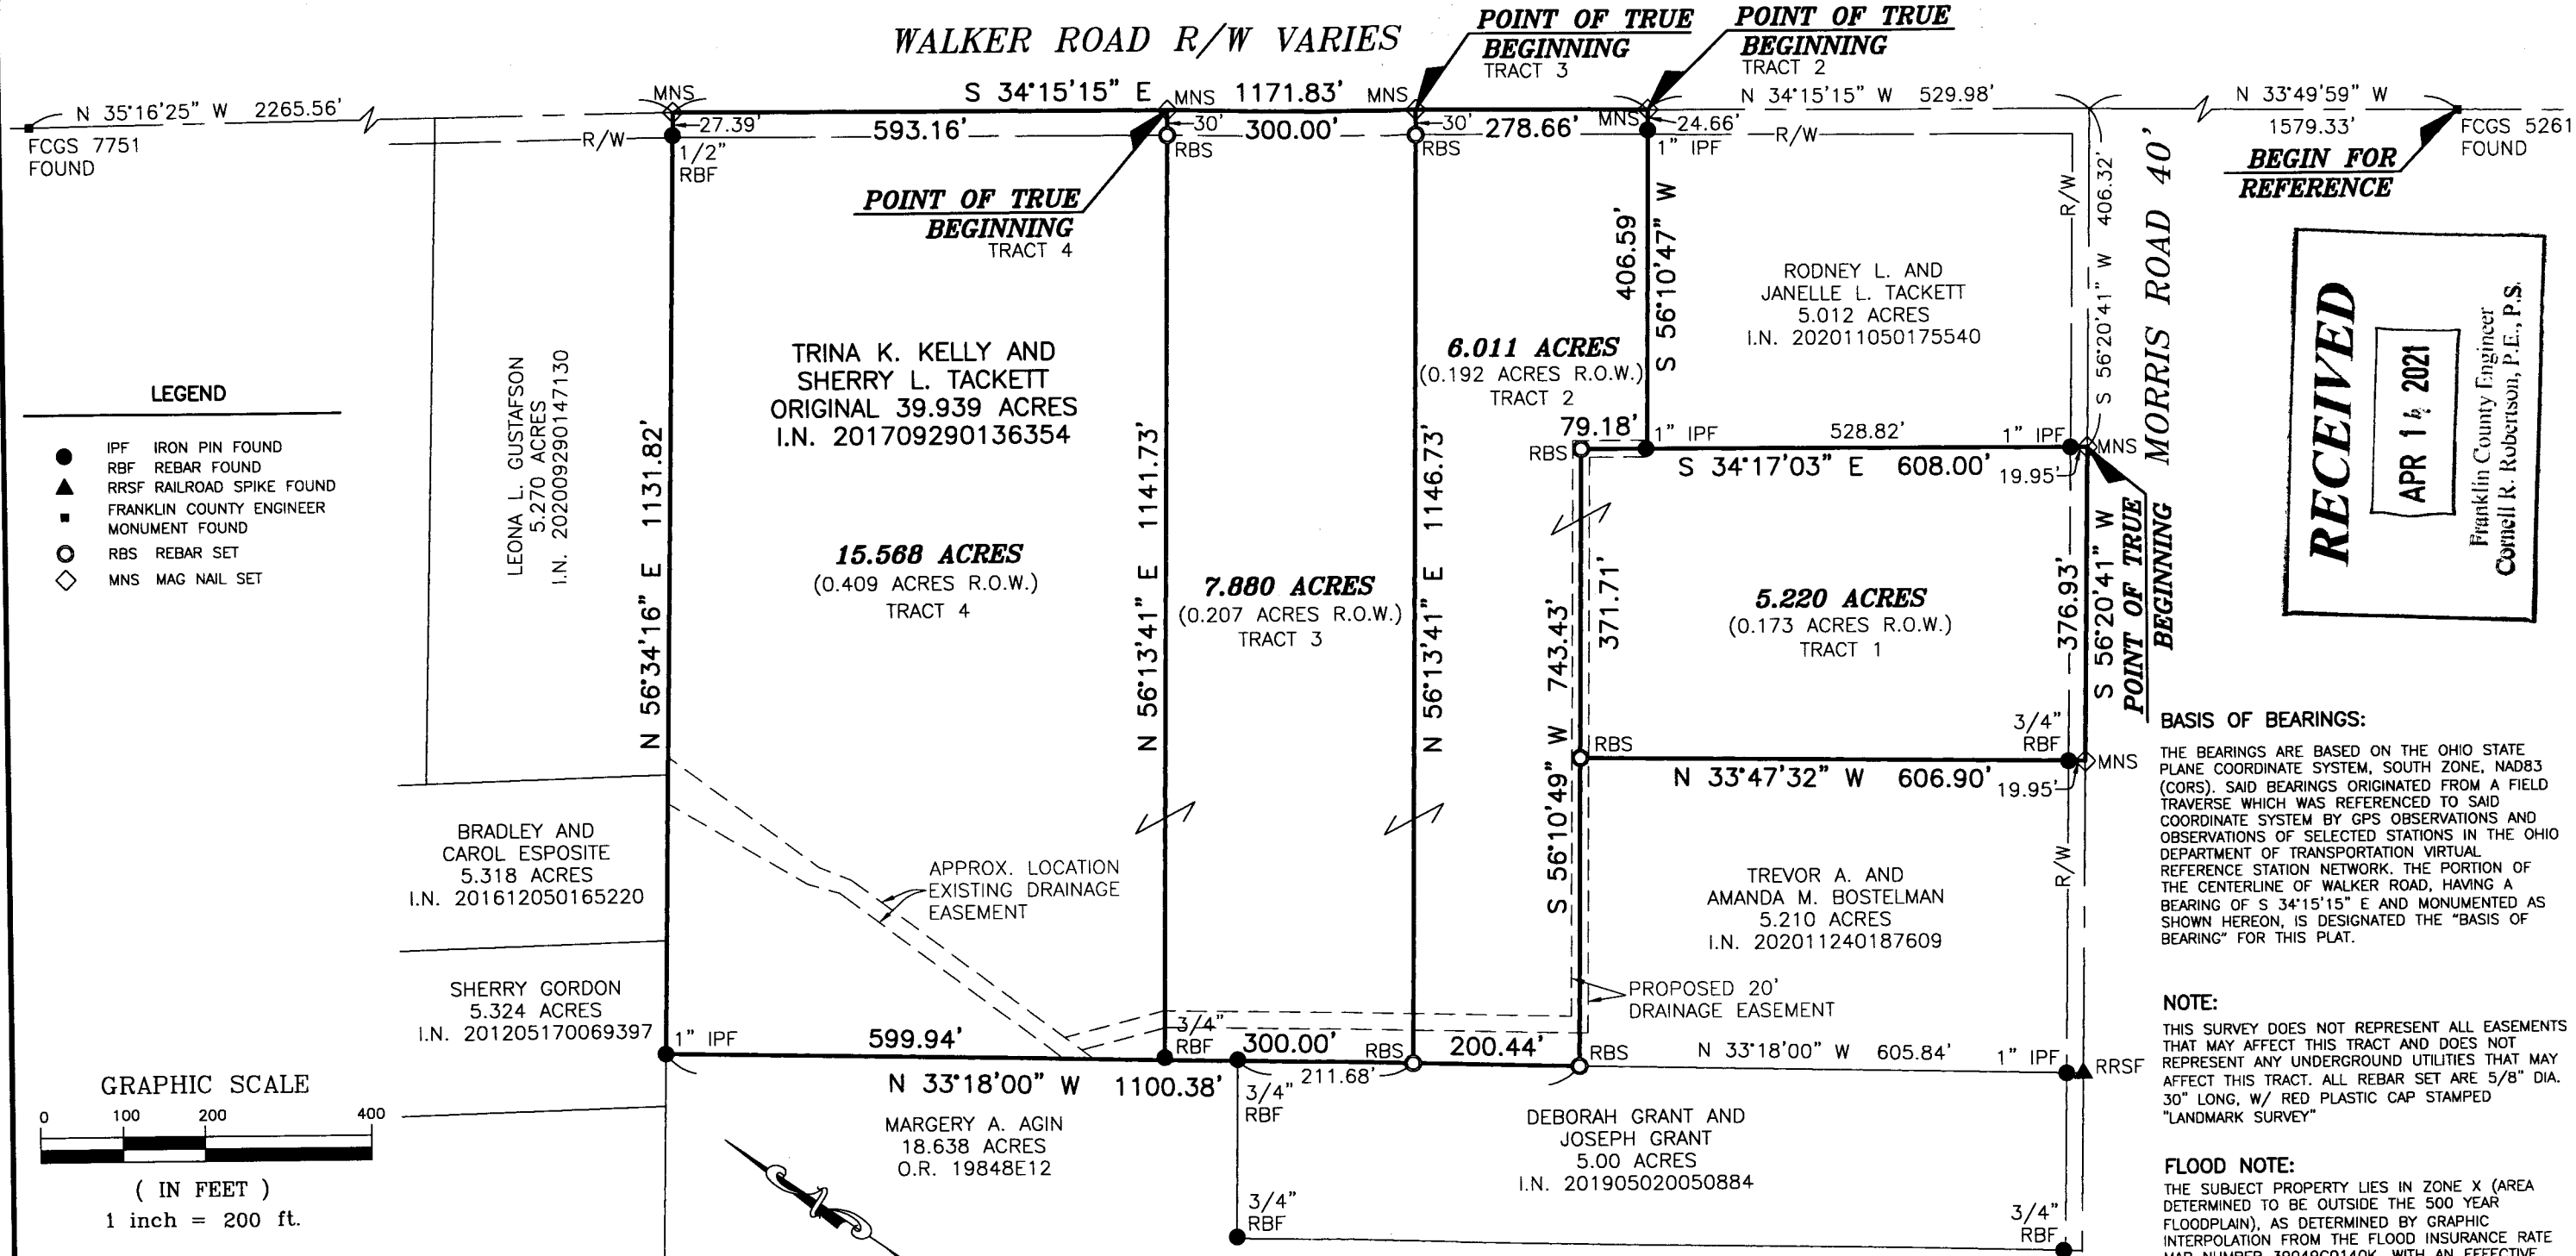 WALKER ROAD R/W VARIES
POINT OF TRUE
BEGINNING
TRACT 3
POINT OF TRUE
BEGINNING
TRACT 2
N 35°16'25" W 2265.56'
FCGS 7751
FOUND
MNS
S 34°15'15" E
MNS
1171.83'
MNS
MNS
N 34°15'15" W 529.98'
N 33°49'59" W
1579.33'
FCGS 5261
FOUND
BEGIN FOR
REFERENCE
R/W
27.39'
593.16'
30'
300.00'
30'
278.66'
24.66'
R/W
1/2"
RBF
RBS
RBS
1" IPF
POINT OF TRUE
BEGINNING
TRACT 4
406.59'
S 56°10'47" W
R/W
S 56°20'41" W 406.32'
MORRIS ROAD 40'
RODNEY L. AND
JANELLE L. TACKETT
5.012 ACRES
I.N. 202011050175540
RECEIVED
APR 14 2021
Franklin County Engineer
Cornell R. Robertson, P.E., P.S.
LEGEND
IPF IRON PIN FOUND
RBF REBAR FOUND
RRSF RAILROAD SPIKE FOUND
FRANKLIN COUNTY ENGINEER
MONUMENT FOUND
RBS REBAR SET
MNS MAG NAIL SET
LEONA L. GUSTAFSON
5.270 ACRES
I.N. 202009290147130
TRINA K. KELLY AND
SHERRY L. TACKETT
ORIGINAL 39.939 ACRES
I.N. 201709290136354
N 56°34'16" E 1131.82'
15.568 ACRES
(0.409 ACRES R.O.W.)
TRACT 4
N 56°13'41" E 1141.73'
7.880 ACRES
(0.207 ACRES R.O.W.)
TRACT 3
N 56°13'41" E 1146.73'
6.011 ACRES
(0.192 ACRES R.O.W.)
TRACT 2
79.18'
RBS
1" IPF
528.82'
1" IPF
MNS
S 34°17'03" E 608.00'
19.95'
371.71'
S 56°10'49" W 743.43'
5.220 ACRES
(0.173 ACRES R.O.W.)
TRACT 1
376.93'
S 56°20'41" W
POINT OF TRUE
BEGINNING
RBS
3/4"
RBF
MNS
N 33°47'32" W 606.90'
19.95'
BRADLEY AND
CAROL ESPOSITE
5.318 ACRES
I.N. 201612050165220
APPROX. LOCATION
EXISTING DRAINAGE
EASEMENT
TREVOR A. AND
AMANDA M. BOSTELMAN
5.210 ACRES
I.N. 202011240187609
R/W
SHERRY GORDON
5.324 ACRES
I.N. 201205170069397
PROPOSED 20'
DRAINAGE EASEMENT
1" IPF
599.94'
3/4"
RBF
300.00'
RBS
200.44'
RBS
N 33°18'00" W 605.84'
1" IPF
RRSF
211.68'
N 33°18'00" W 1100.38'
3/4"
RBF
MARGERY A. AGIN
18.638 ACRES
O.R. 19848E12
DEBORAH GRANT AND
JOSEPH GRANT
5.00 ACRES
I.N. 201905020050884
3/4"
RBF
3/4"
RBF
GRAPHIC SCALE
0 100 200 400
( IN FEET )
1 inch = 200 ft.
BASIS OF BEARINGS:
THE BEARINGS ARE BASED ON THE OHIO STATE
PLANE COORDINATE SYSTEM, SOUTH ZONE, NAD83
(CORS). SAID BEARINGS ORIGINATED FROM A FIELD
TRAVERSE WHICH WAS REFERENCED TO SAID
COORDINATE SYSTEM BY GPS OBSERVATIONS AND
OBSERVATIONS OF SELECTED STATIONS IN THE OHIO
DEPARTMENT OF TRANSPORTATION VIRTUAL
REFERENCE STATION NETWORK. THE PORTION OF
THE CENTERLINE OF WALKER ROAD, HAVING A
BEARING OF S 34°15'15" E AND MONUMENTED AS
SHOWN HEREON, IS DESIGNATED THE "BASIS OF
BEARING" FOR THIS PLAT.
NOTE:
THIS SURVEY DOES NOT REPRESENT ALL EASEMENTS
THAT MAY AFFECT THIS TRACT AND DOES NOT
REPRESENT ANY UNDERGROUND UTILITIES THAT MAY
AFFECT THIS TRACT. ALL REBAR SET ARE 5/8" DIA.
30" LONG, W/ RED PLASTIC CAP STAMPED
"LANDMARK SURVEY"
FLOOD NOTE:
THE SUBJECT PROPERTY LIES IN ZONE X (AREA
DETERMINED TO BE OUTSIDE THE 500 YEAR
FLOODPLAIN), AS DETERMINED BY GRAPHIC
INTERPOLATION FROM THE FLOOD INSURANCE RATE
MAP NUMBER 39049C0140K, WITH AN EFFECTIVE